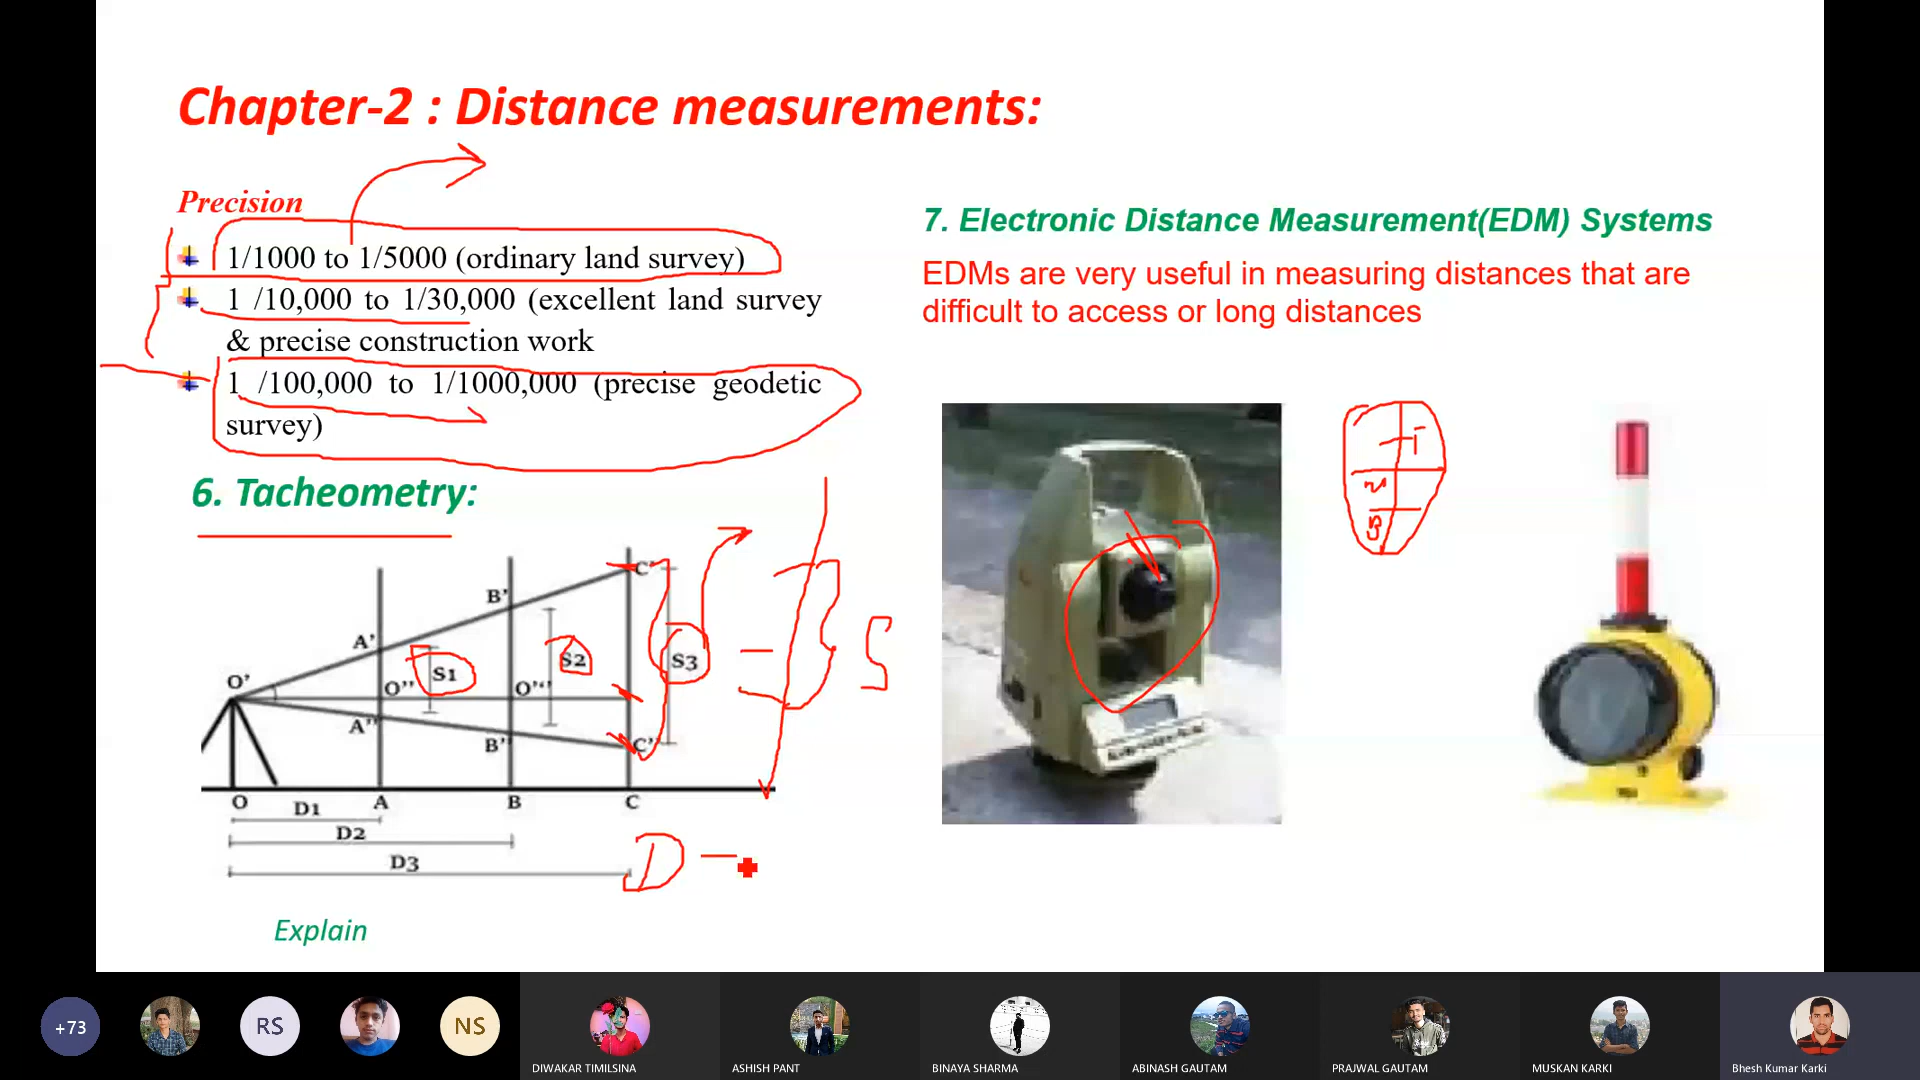 Chapter-2 : Distance measurements:
Precision
1/1000 to 1/5000 (ordinary land survey)
1 /10,000 to 1/30,000 (excellent land survey
& precise construction work
1 /100,000 to 1/1000,000 (precise geodetic
survey)
6. Tacheometry:
C'
B'
A'
S1
S2
S3
= S
O'
O''
O'''
A''
B''
C'
O
A
B
C
D1
D2
D3
D
Explain
7. Electronic Distance Measurement(EDM) Systems
EDMs are very useful in measuring distances that are
difficult to access or long distances
+73
RS
NS
DIWAKAR TIMILSINA
ASHISH PANT
BINAYA SHARMA
ABINASH GAUTAM
PRAJWAL GAUTAM
MUSKAN KARKI
Bhesh Kumar Karki